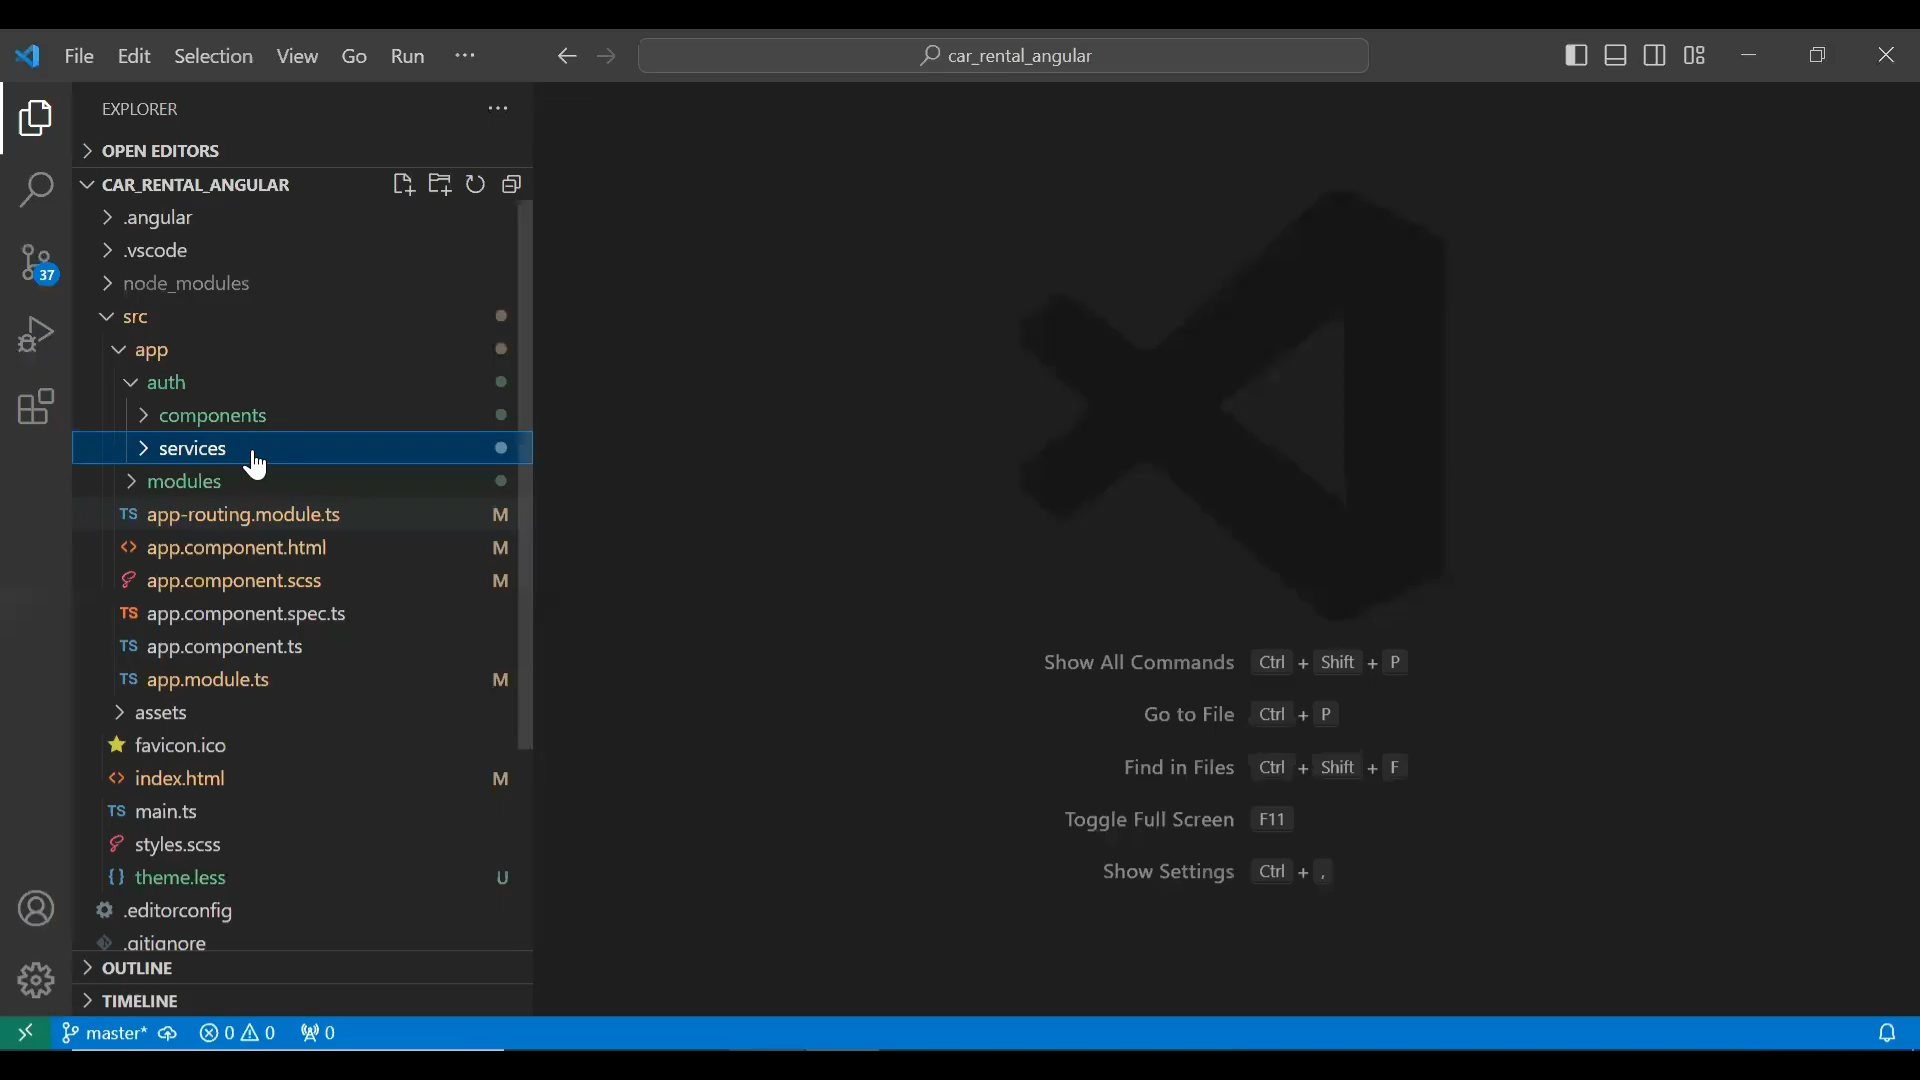 File Edit Selection View Go Run ··· car_rental_angular
EXPLORER ···
OPEN EDITORS
CAR_RENTAL_ANGULAR
.angular
.vscode
37
node_modules
src
app
auth
components
services
modules
TS app-routing.module.ts M
<> app.component.html M
app.component.scss M
TS app.component.spec.ts
TS app.component.ts
TS app.module.ts M
assets
favicon.ico
<> index.html M
TS main.ts
styles.scss
{} theme.less U
.editorconfig
.gitignore
OUTLINE
TIMELINE
Show All Commands Ctrl + Shift + P
Go to File Ctrl + P
Find in Files Ctrl + Shift + F
Toggle Full Screen F11
Show Settings Ctrl + ,
master* 0 0 0